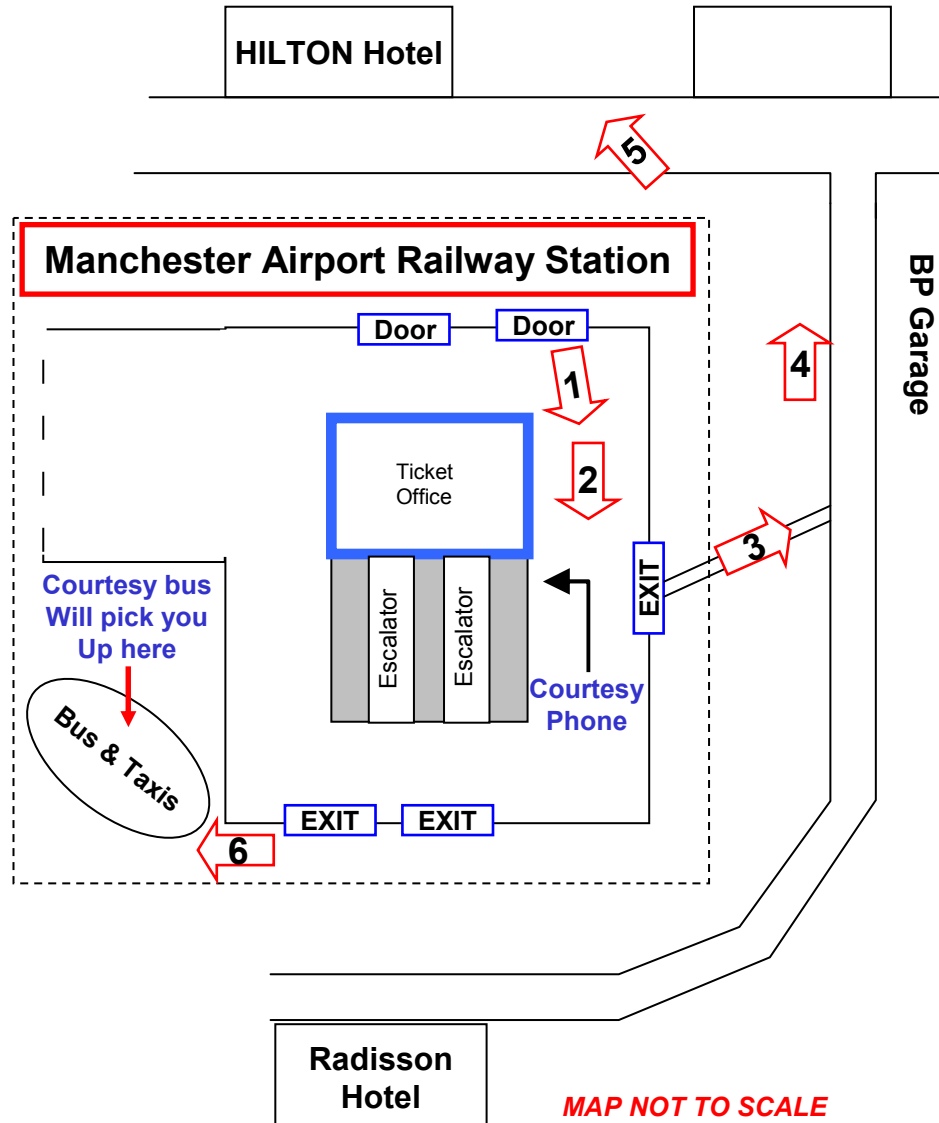 HILTON Hotel
5
Manchester Airport Railway Station
BP Garage
Door
Door
1
4
Ticket
Office
2
3
EXIT
Courtesy bus
Will pick you
Up here
Escalator
Escalator
Courtesy
Phone
Bus & Taxis
EXIT
EXIT
6
Radisson
Hotel
MAP NOT TO SCALE